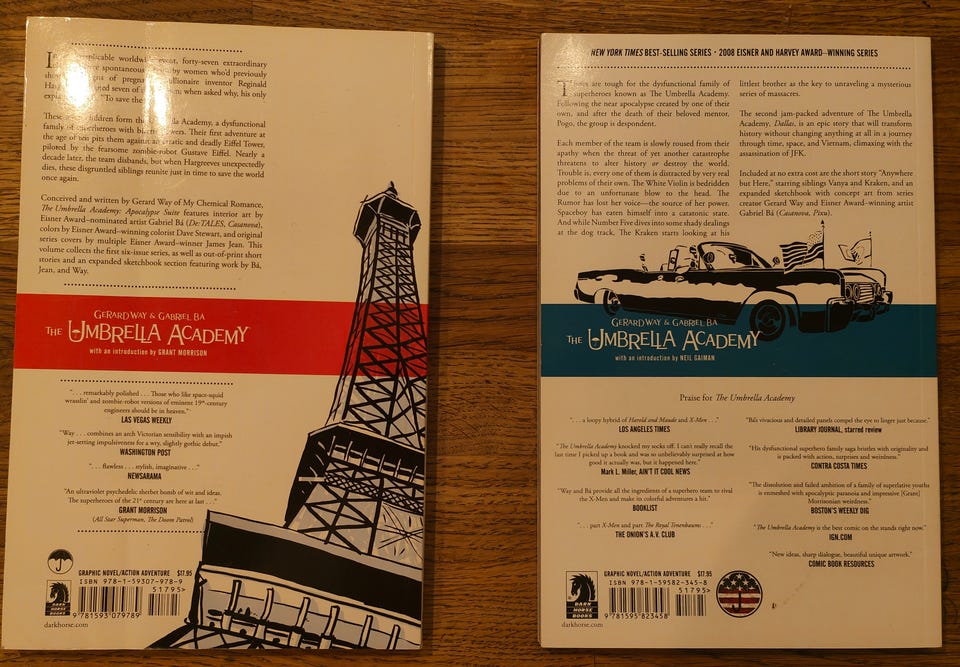 plicable worldw event, forty-seven extraordinary
spontaneous by women who'd previously
sho ns of pregna illionaire inventor Reginald
Har ted seven of n; when asked why, his only
expla "To save the
These children form th la Academy, a dysfunctional
family of superheroes with bi wers. Their first adventure at
the age of ten pits them against an erratic and deadly Eiffel Tower,
piloted by the fearsome zombie-robot Gustave Eiffel. Nearly a
decade later, the team disbands, but when Hargreeves unexpectedly
dies, these disgruntled siblings reunite just in time to save the world
once again.
Conceived and written by Gerard Way of My Chemical Romance,
The Umbrella Academy: Apocalypse Suite features interior art by
Eisner Award–nominated artist Gabriel Bá (De:TALES, Casanova),
colors by Eisner Award–winning colorist Dave Stewart, and original
series covers by multiple Eisner Award–winner James Jean. This
volume collects the first six-issue series, as well as out-of-print short
stories and an expanded sketchbook section featuring work by Bá,
Jean, and Way.
GERARD WAY & GABRIEL BA
THE UMBRELLA ACADEMY
with an introduction by GRANT MORRISON
". . . remarkably polished . . . Those who like space-squid
wrasslin' and zombie-robot versions of eminent 19th-century
engineers should be in heaven."
LAS VEGAS WEEKLY
"Way . . . combines an arch Victorian sensibility with an impish
jet-setting impulsiveness for a wry, slightly gothic debut."
WASHINGTON POST
". . . flawless . . . stylish, imaginative . . ."
NEWSARAMA
"An ultraviolet psychedelic sherbet bomb of wit and ideas.
The superheroes of the 21st century are here at last . . ."
GRANT MORRISON
(All Star Superman, The Doom Patrol)
GRAPHIC NOVEL/ACTION ADVENTURE $17.95
ISBN 978-1-59307-978-9
51795>
9 781593 079789
DARK HORSE BOOKS
darkhorse.com
NEW YORK TIMES BEST-SELLING SERIES • 2008 EISNER AND HARVEY AWARD–WINNING SERIES
Times are tough for the dysfunctional family of
superheroes known as The Umbrella Academy.
Following the near apocalypse created by one of their
own, and after the death of their beloved mentor,
Pogo, the group is despondent.
Each member of the team is slowly roused from their
apathy when the threat of yet another catastrophe
threatens to alter history or destroy the world.
Trouble is, every one of them is distracted by very real
problems of their own. The White Violin is bedridden
due to an unfortunate blow to the head. The
Rumor has lost her voice—the source of her power.
Spaceboy has eaten himself into a catatonic state.
And while Number Five dives into some shady dealings
at the dog track, The Kraken starts looking at his
littlest brother as the key to unraveling a mysterious
series of massacres.
The second jam-packed adventure of The Umbrella
Academy, Dallas, is an epic story that will transform
history without changing anything at all in a journey
through time, space, and Vietnam, climaxing with the
assassination of JFK.
Included at no extra cost are the short story "Anywhere
but Here," starring siblings Vanya and Kraken, and an
expanded sketchbook with concept art from series
creator Gerard Way and Eisner Award–winning artist
Gabriel Bá (Casanova, Pixu).
GERARD WAY & GABRIEL BA
THE UMBRELLA ACADEMY
with an introduction by NEIL GAIMAN
Praise for The Umbrella Academy
". . . a loopy hybrid of Harold and Maude and X-Men . . ."
LOS ANGELES TIMES
"The Umbrella Academy knocked my socks off. I can't really recall the
last time I picked up a book and was so unbelievably surprised at how
good it actually was, but it happened here."
Mark L. Miller, AIN'T IT COOL NEWS
"Way and Bá provide all the ingredients of a superhero team to rival
the X-Men and make its colorful adventures a hit."
BOOKLIST
". . . part X-Men and part The Royal Tenenbaums . . ."
THE ONION'S A.V. CLUB
"Bá's vivacious and detailed panels compel the eye to linger just because."
LIBRARY JOURNAL, starred review
"His dysfunctional superhero family saga bristles with originality and
is packed with action, surprises and weirdness."
CONTRA COSTA TIMES
"The dissolution and failed ambition of a family of superlative youths
is enmeshed with apocalyptic paranoia and impressive [Grant]
Morrisonian weirdness."
BOSTON'S WEEKLY DIG
"The Umbrella Academy is the best comic on the stands right now."
IGN.COM
"New ideas, sharp dialogue, beautiful unique artwork."
COMIC BOOK RESOURCES
GRAPHIC NOVEL/ACTION ADVENTURE $17.95
ISBN 978-1-59582-345-8
51795>
9 781595 823458
DARK HORSE BOOKS
darkhorse.com